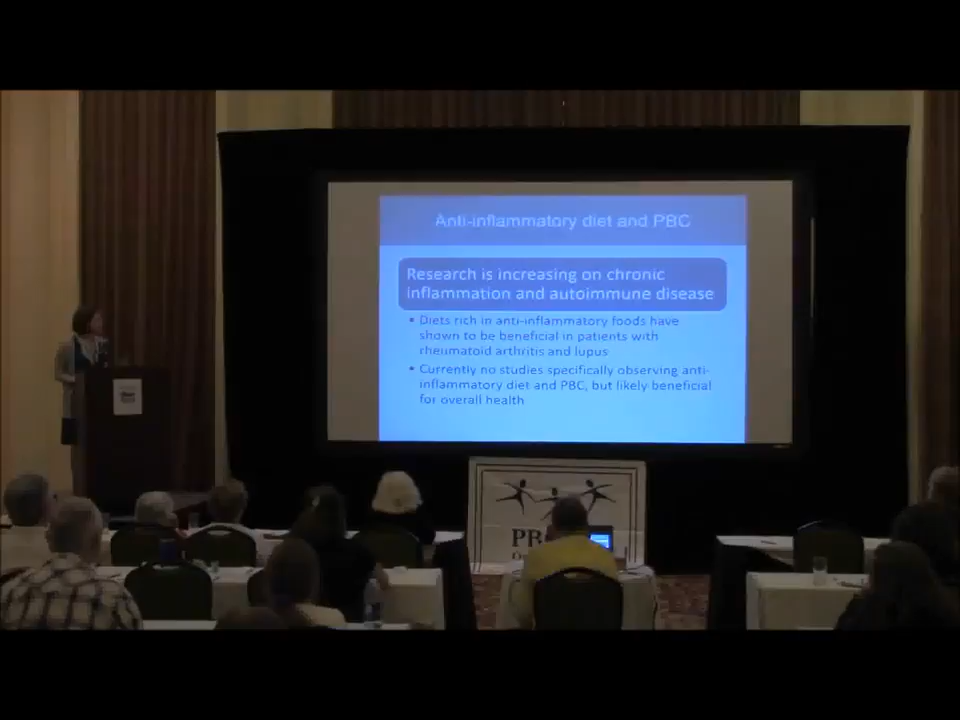 Anti-inflammatory diet and PBC
Research is increasing on chronic
inflammation and autoimmune disease
• Diets rich in anti-inflammatory foods have
shown to be beneficial in patients with
rheumatoid arthritis and lupus
• Currently no studies specifically observing anti-
inflammatory diet and PBC, but likely beneficial
for overall health